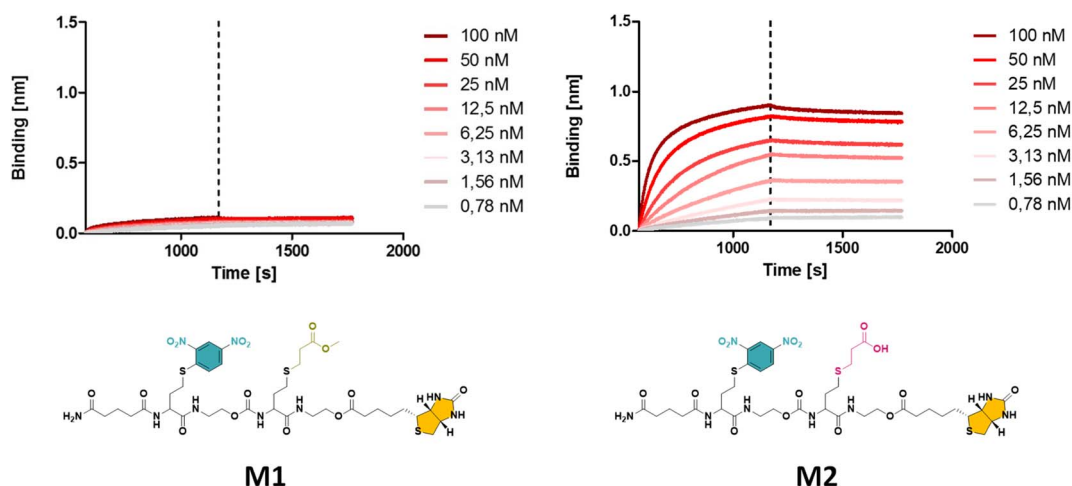 1.5
1.0
0.5
0.0
Binding [nm]
1000 1500 2000
Time [s]
100 nM
50 nM
25 nM
12,5 nM
6,25 nM
3,13 nM
1,56 nM
0,78 nM
1.5
1.0
0.5
0.0
Binding [nm]
1000 1500 2000
Time [s]
100 nM
50 nM
25 nM
12,5 nM
6,25 nM
3,13 nM
1,56 nM
0,78 nM
O₂N NO₂ O
O
S S
O O H O H O HN O
H₂N N N O N N O NH
H O H O S H
M1
O₂N NO₂ O
OH
S S
O O H O H O HN O
H₂N N N O N N O NH
H O H O S H
M2